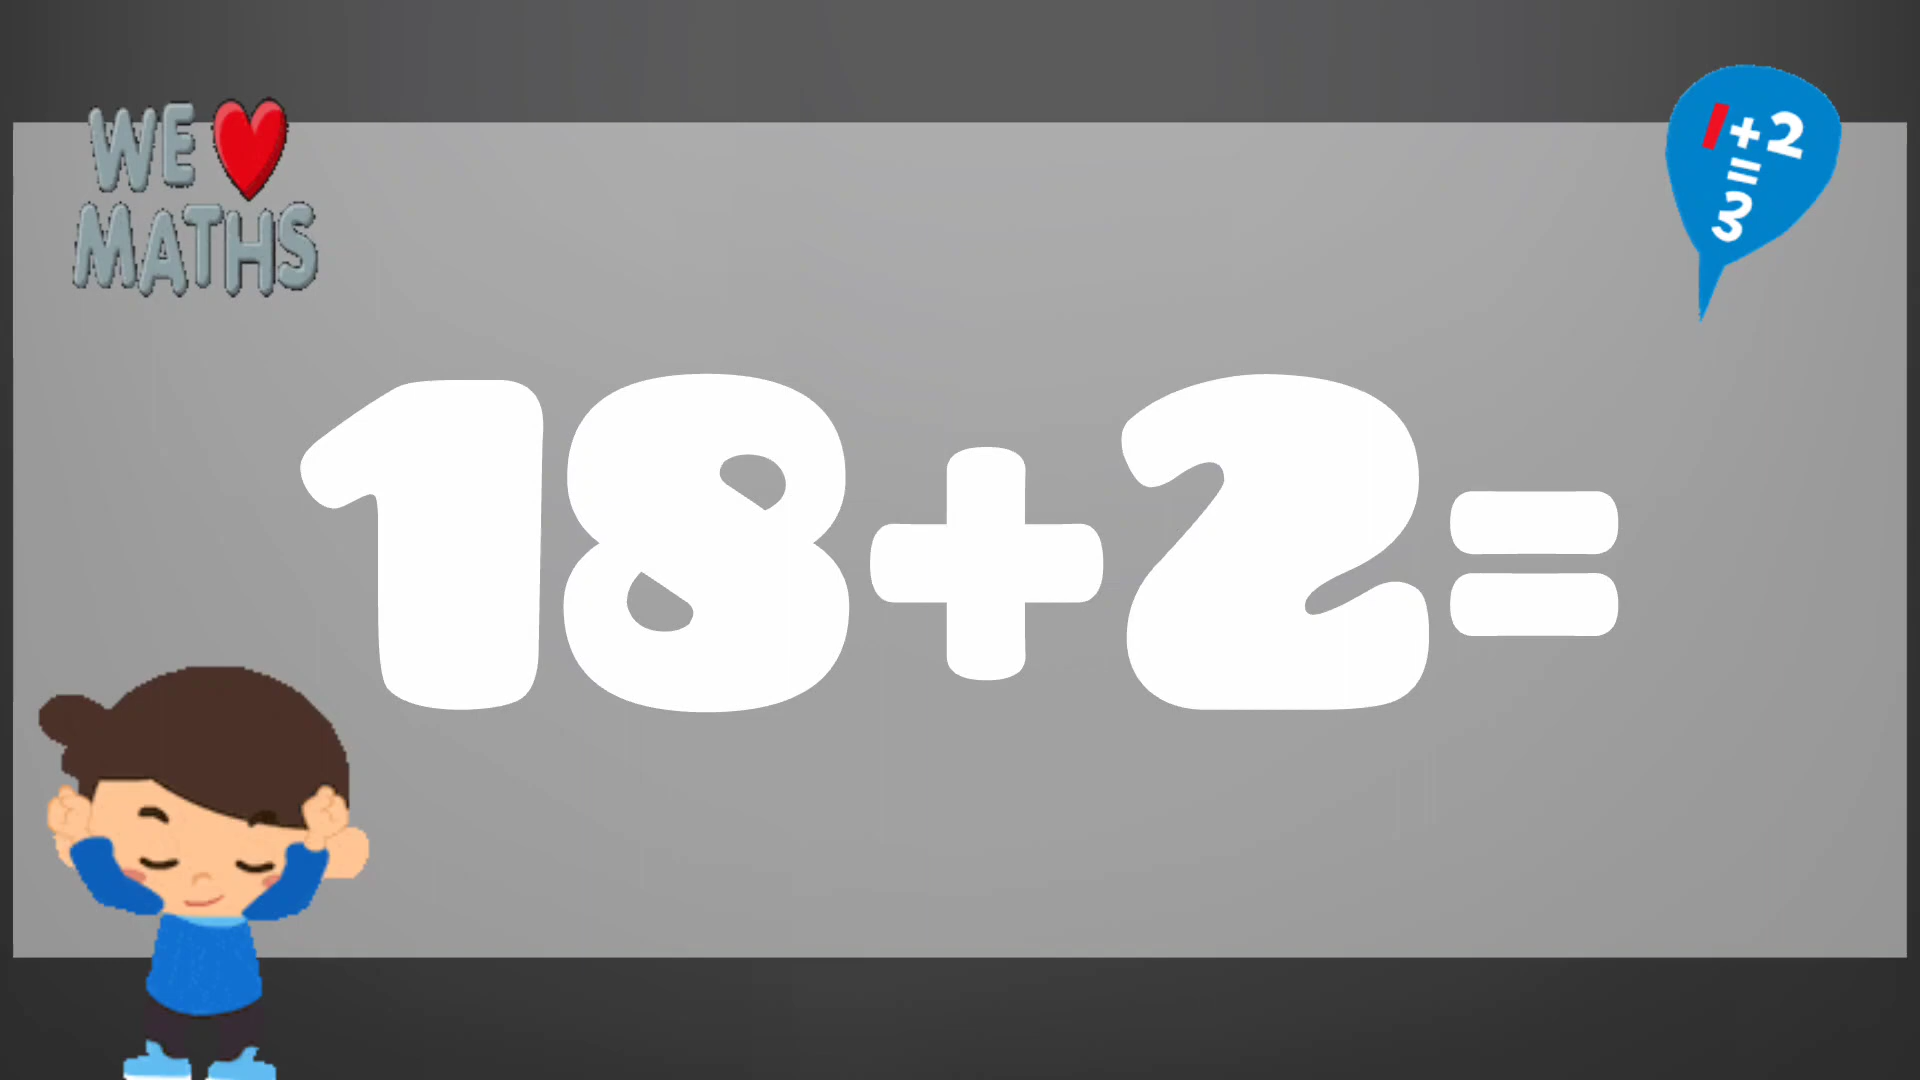 WE
MATHS
1+2
=
3
18+2=